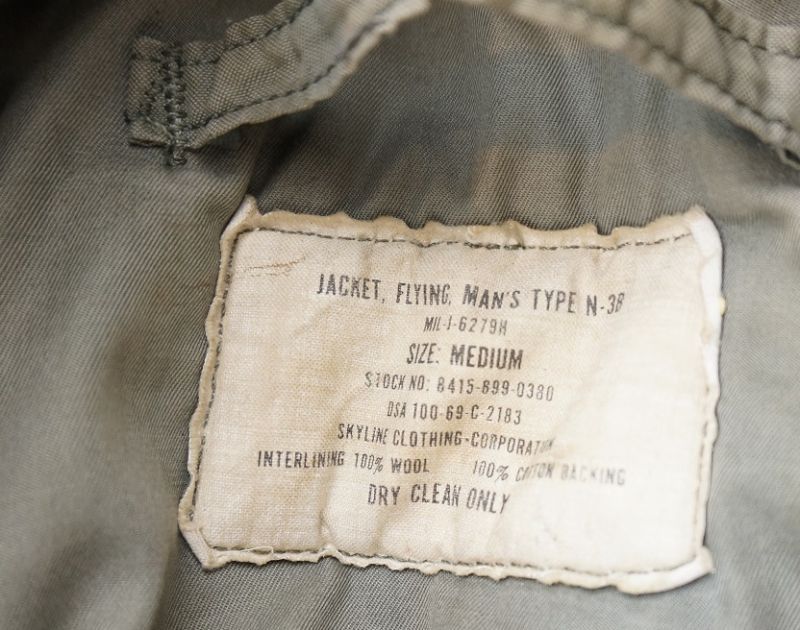 JACKET, FLYING, MAN'S TYPE N-3B
MIL-J-6279H
SIZE: MEDIUM
STOCK NO: 8415-699-0380
DSA 100-69-C-2183
SKYLINE CLOTHING-CORPORATION
INTERLINING 100% WOOL 100% COTTON BACKING
DRY CLEAN ONLY